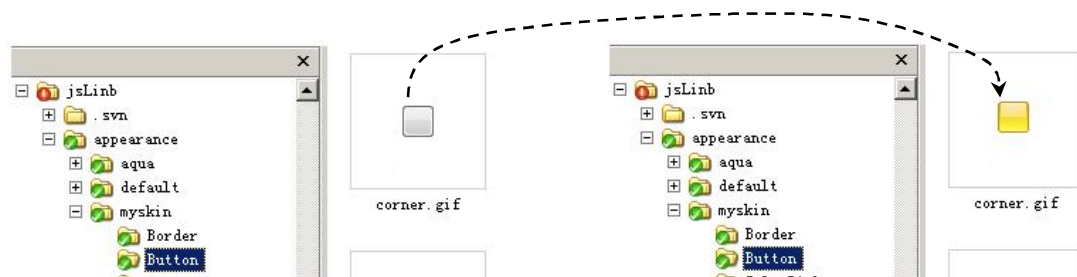 jsLinb
.svn
appearance
aqua
default
myskin
Border
Button
corner.gif
jsLinb
.svn
appearance
aqua
default
myskin
Border
Button
corner.gif